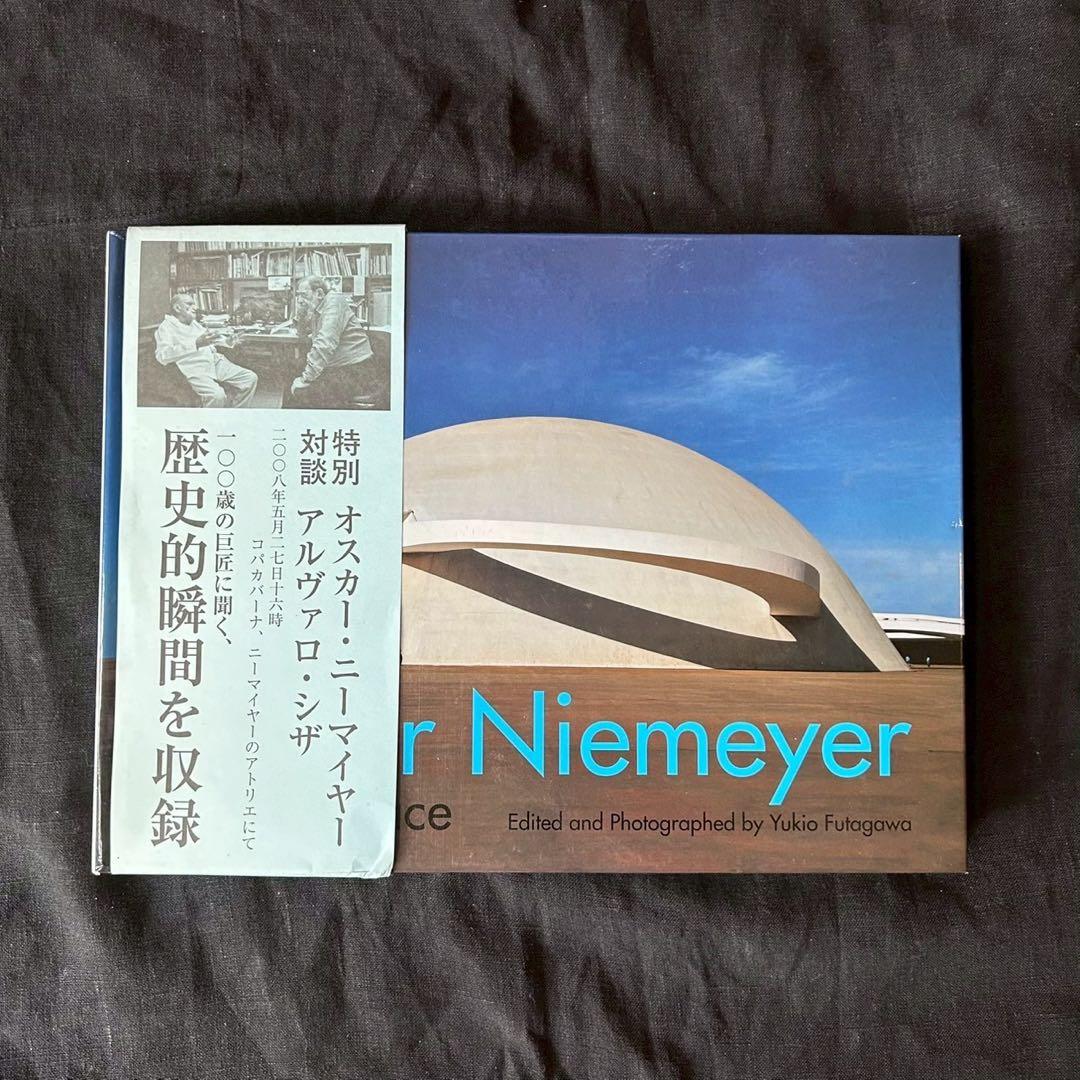 特別
対談
オスカー・ニーマイヤー
アルヴァロ・シザ
二〇〇八年五月二七日十六時
コパカバーナ、ニーマイヤーのアトリエにて
一〇〇歳の巨匠に聞く、
歴史的瞬間を収録
r Niemeyer
ce
Edited and Photographed by Yukio Futagawa